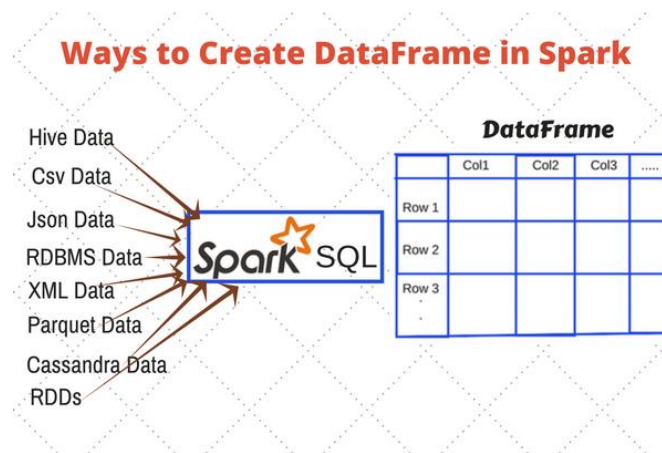 Ways to Create DataFrame in Spark
Hive Data
Csv Data
Json Data
RDBMS Data
XML Data
Parquet Data
Cassandra Data
RDDs
Spark SQL
DataFrame
Col1 Col2 Col3 .....
Row 1
Row 2
Row 3
.
.